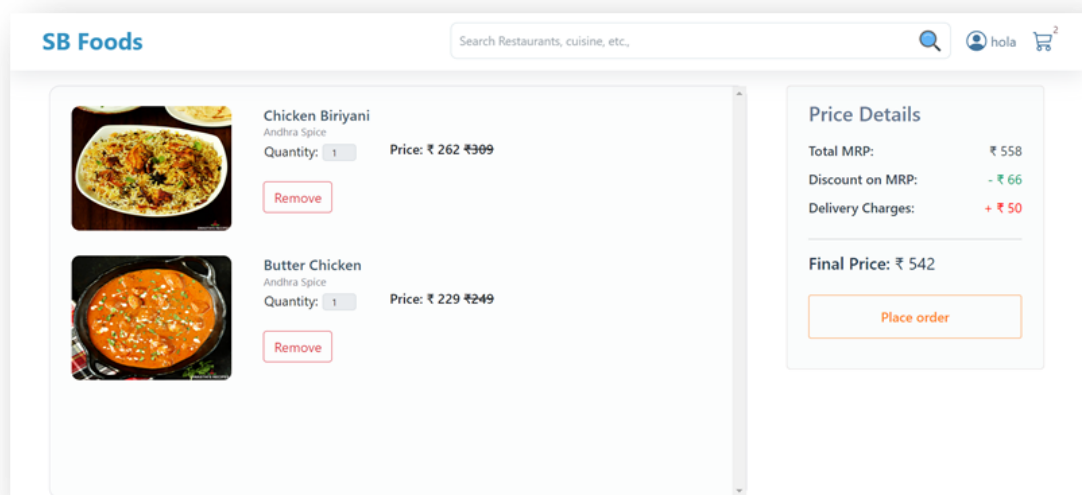 SB Foods
Search Restaurants, cuisine, etc.,
hola
2
Chicken Biriyani
Andhra Spice
Quantity: 1
Price: ₹ 262 ₹309
Remove
Butter Chicken
Andhra Spice
Quantity: 1
Price: ₹ 229 ₹249
Remove
Price Details
Total MRP: ₹ 558
Discount on MRP: - ₹ 66
Delivery Charges: + ₹ 50
Final Price: ₹ 542
Place order